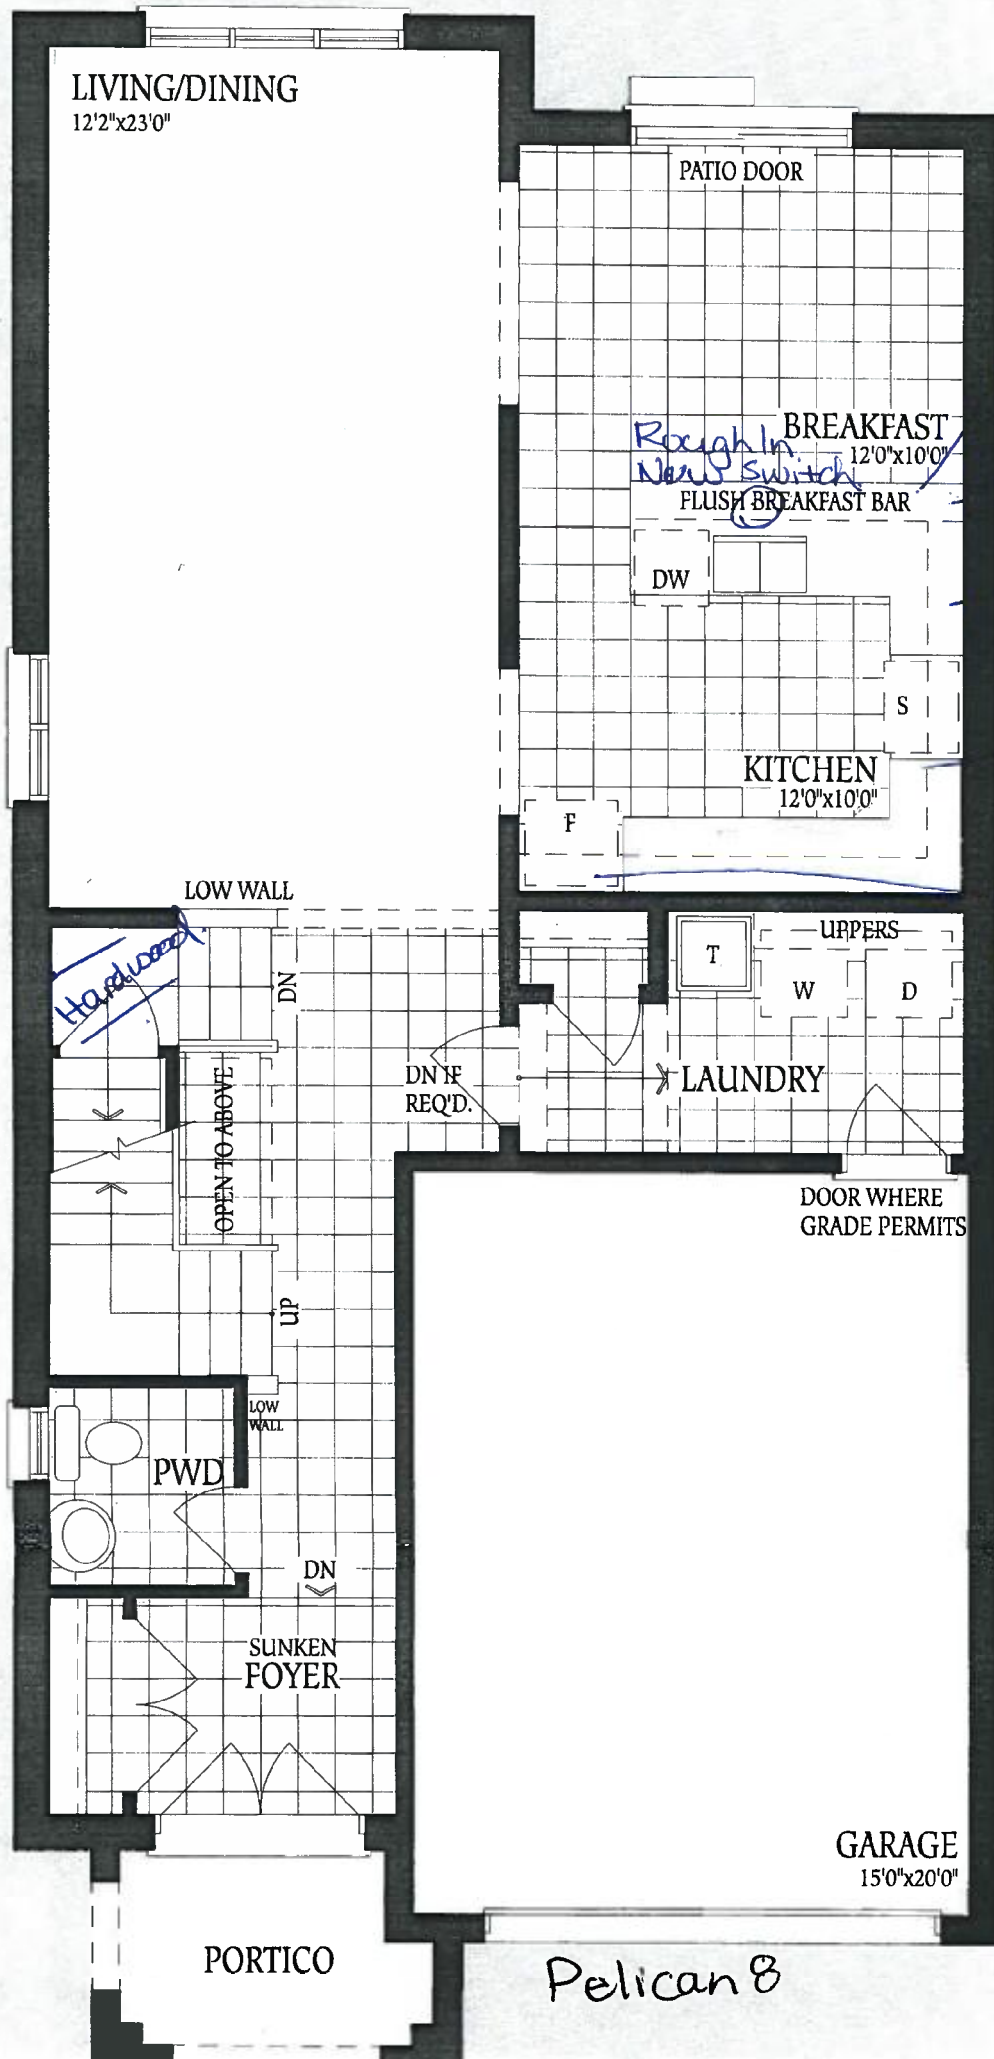 LIVING/DINING
12'2"x23'0"
PATIO DOOR
BREAKFAST
12'0"x10'0"
Rough In
New Switch
FLUSH BREAKFAST BAR
DW
S
KITCHEN
12'0"x10'0"
F
LOW WALL
Hardwood.
DN
UPPERS
T
W
D
DN IF
REQ'D.
LAUNDRY
OPEN TO ABOVE
DOOR WHERE
GRADE PERMITS
UP
LOW
WALL
PWD
DN
SUNKEN
FOYER
GARAGE
15'0"x20'0"
PORTICO
Pelican 8